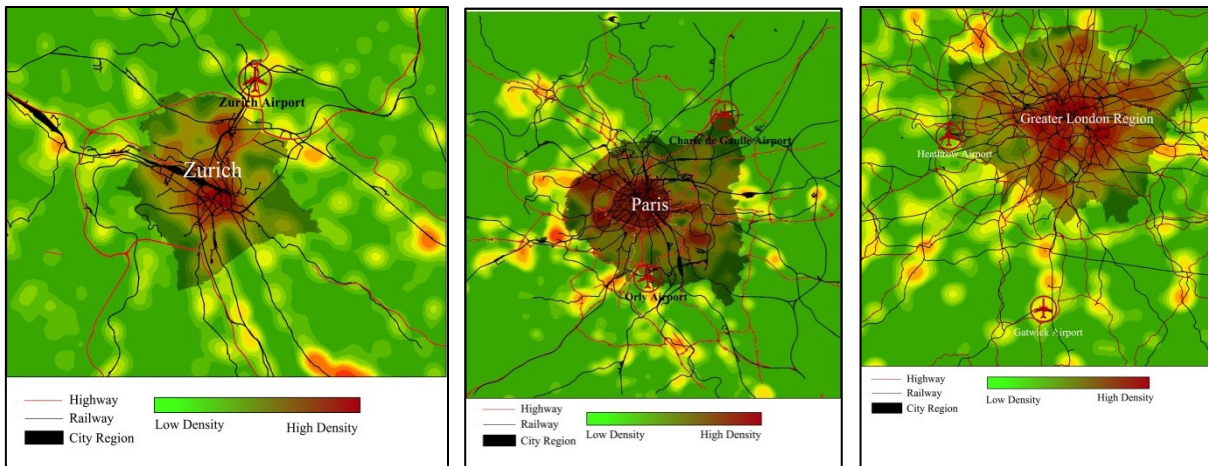 Zurich Airport
Zurich
Highway
Railway
City Region
Low Density
High Density
Charle de Gaulle Airport
Paris
Orly Airport
Highway
Railway
City Region
Low Density
High Density
Greater London Region
Heathrow Airport
Gatwick Airport
Highway
Railway
City Region
Low Density
High Density